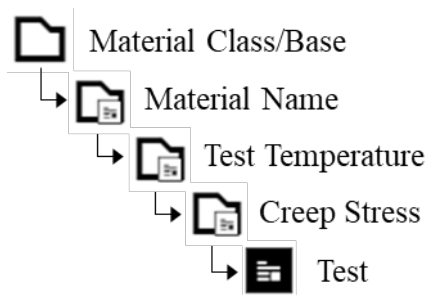 Material Class/Base
Material Name
Test Temperature
Creep Stress
Test